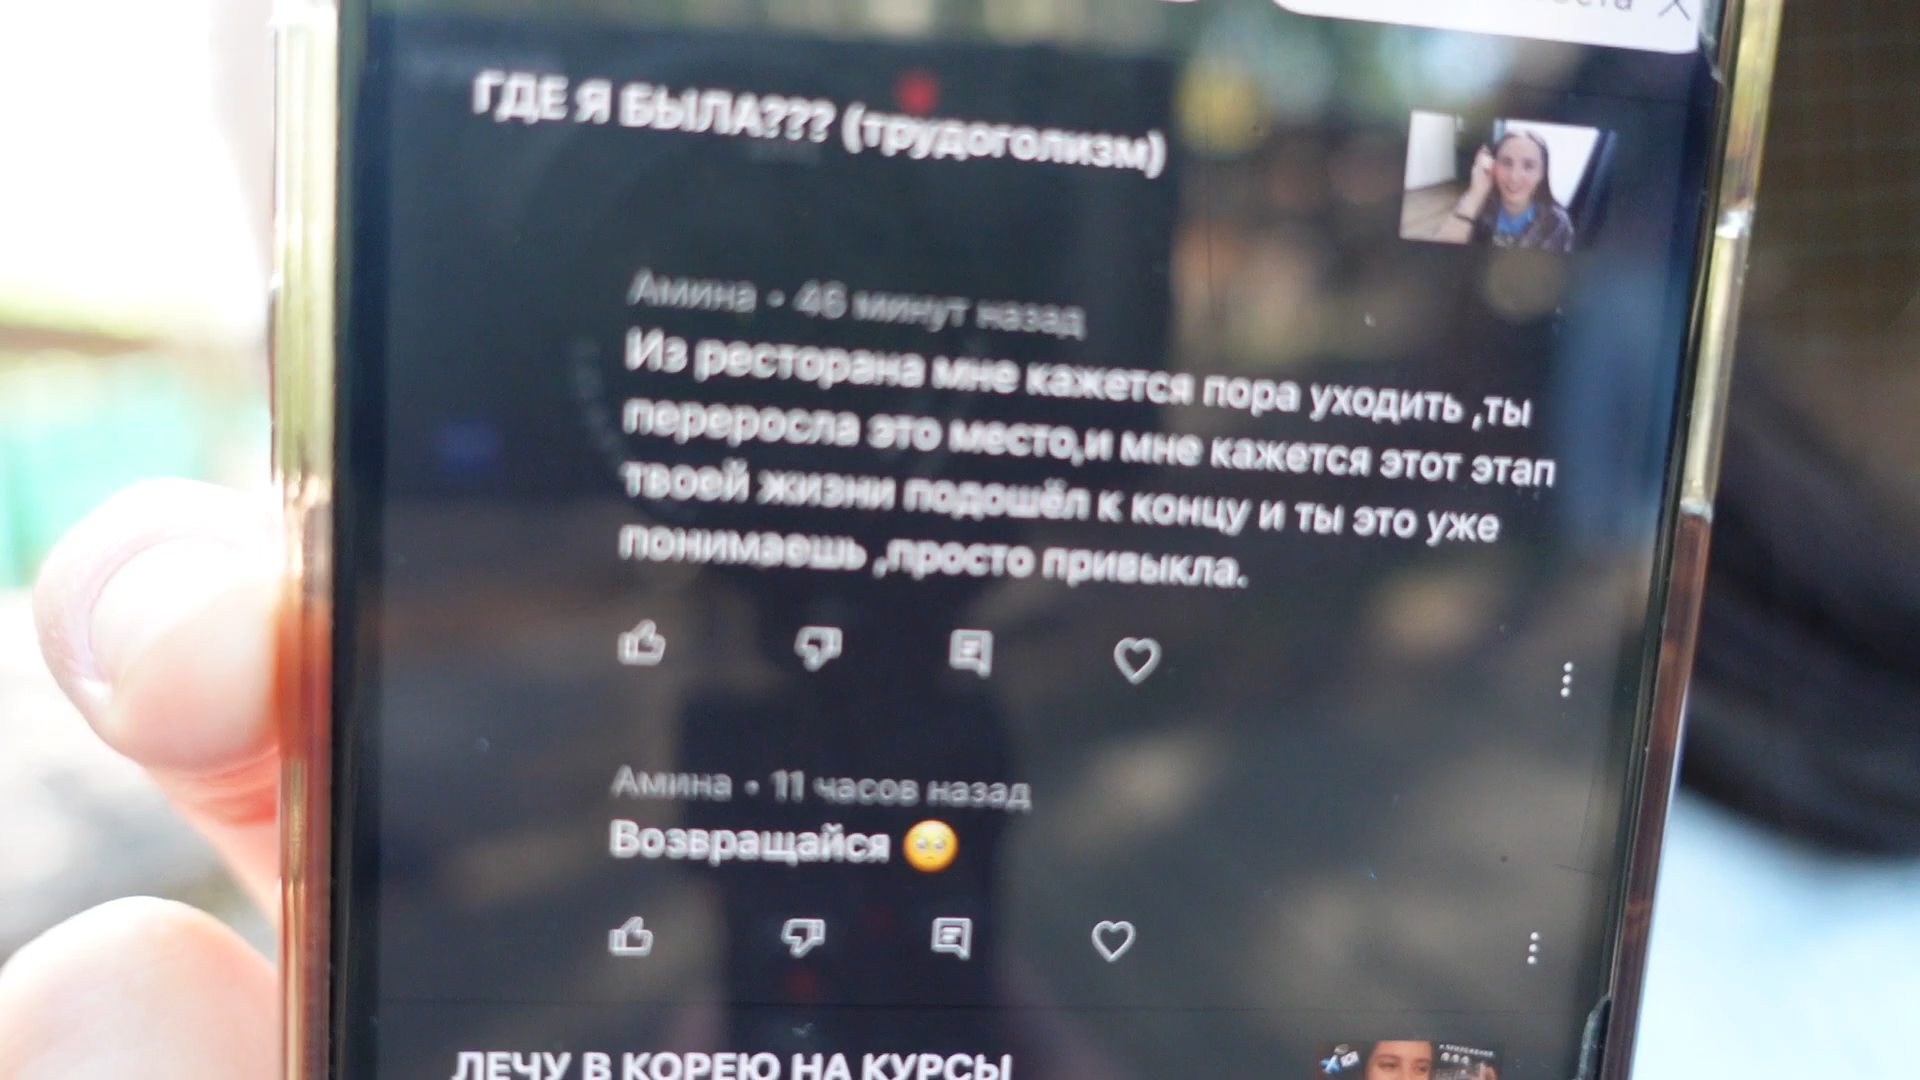 ГДЕ Я БЫЛА??? (трудоголизм)
Амина • 46 минут назад
Из ресторана мне кажется пора уходить ,ты
переросла это место,и мне кажется этот этап
твоей жизни подошёл к концу и ты это уже
понимаешь ,просто привыкла.
Амина • 11 часов назад
Возвращайся 🥺
ЛЕЧУ В КОРЕЮ НА КУРСЫ